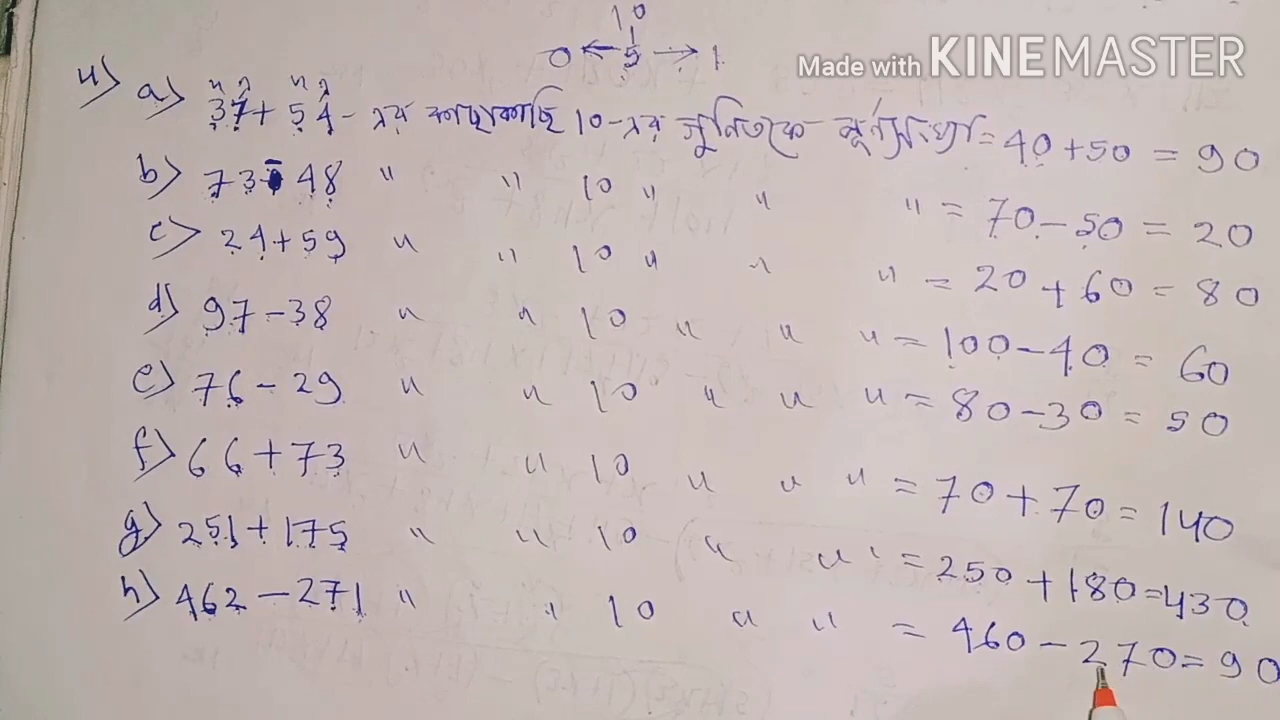 10
0 ← 5 → 1
Made with KINEMASTER
a) 37 + 54 - এর কাছাকাছি 10 - এর গুনিতকে পূর্ণসংখ্যা = 40 + 50 = 90
b) 73 - 48 " " 10 " " " = 70 - 50 = 20
c) 24 + 59 " " 10 " " " = 20 + 60 = 80
d) 97 - 38 " " 10 " " " = 100 - 40 = 60
e) 76 - 29 " " 10 " " " = 80 - 30 = 50
f) 66 + 73 " " 10 " " " = 70 + 70 = 140
g) 251 + 175 " " 10 " " ' = 250 + 180 = 430
h) 462 - 271 " " 10 " " = 460 - 270 = 90